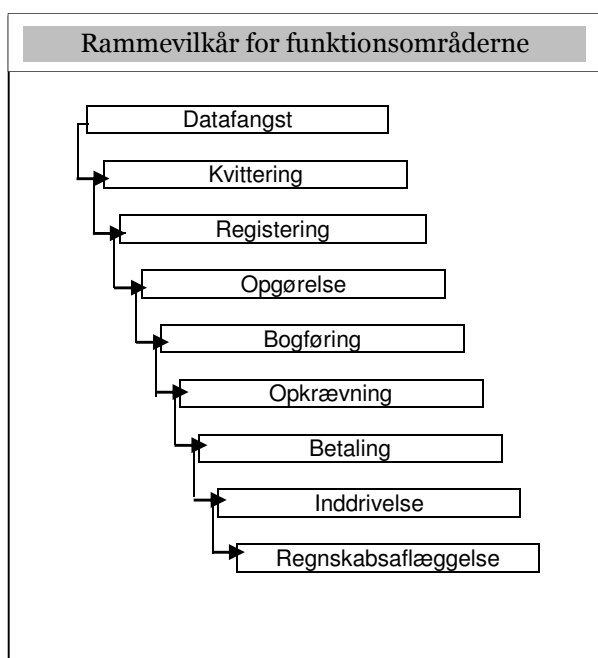 Rammevilkår for funktionsområderne
Datafangst
Kvittering
Registering
Opgørelse
Bogføring
Opkrævning
Betaling
Inddrivelse
Regnskabsaflæggelse